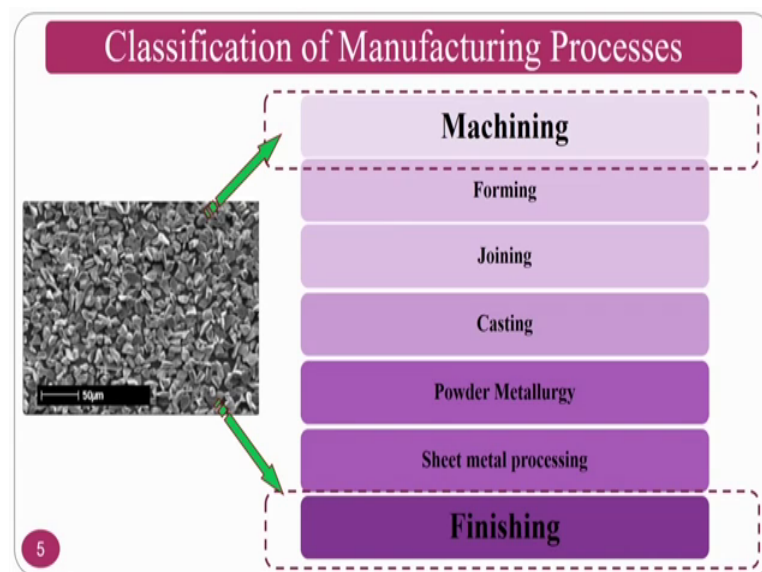 Classification of Manufacturing Processes
Machining
Forming
Joining
Casting
Powder Metallurgy
Sheet metal processing
Finishing
50µm
5